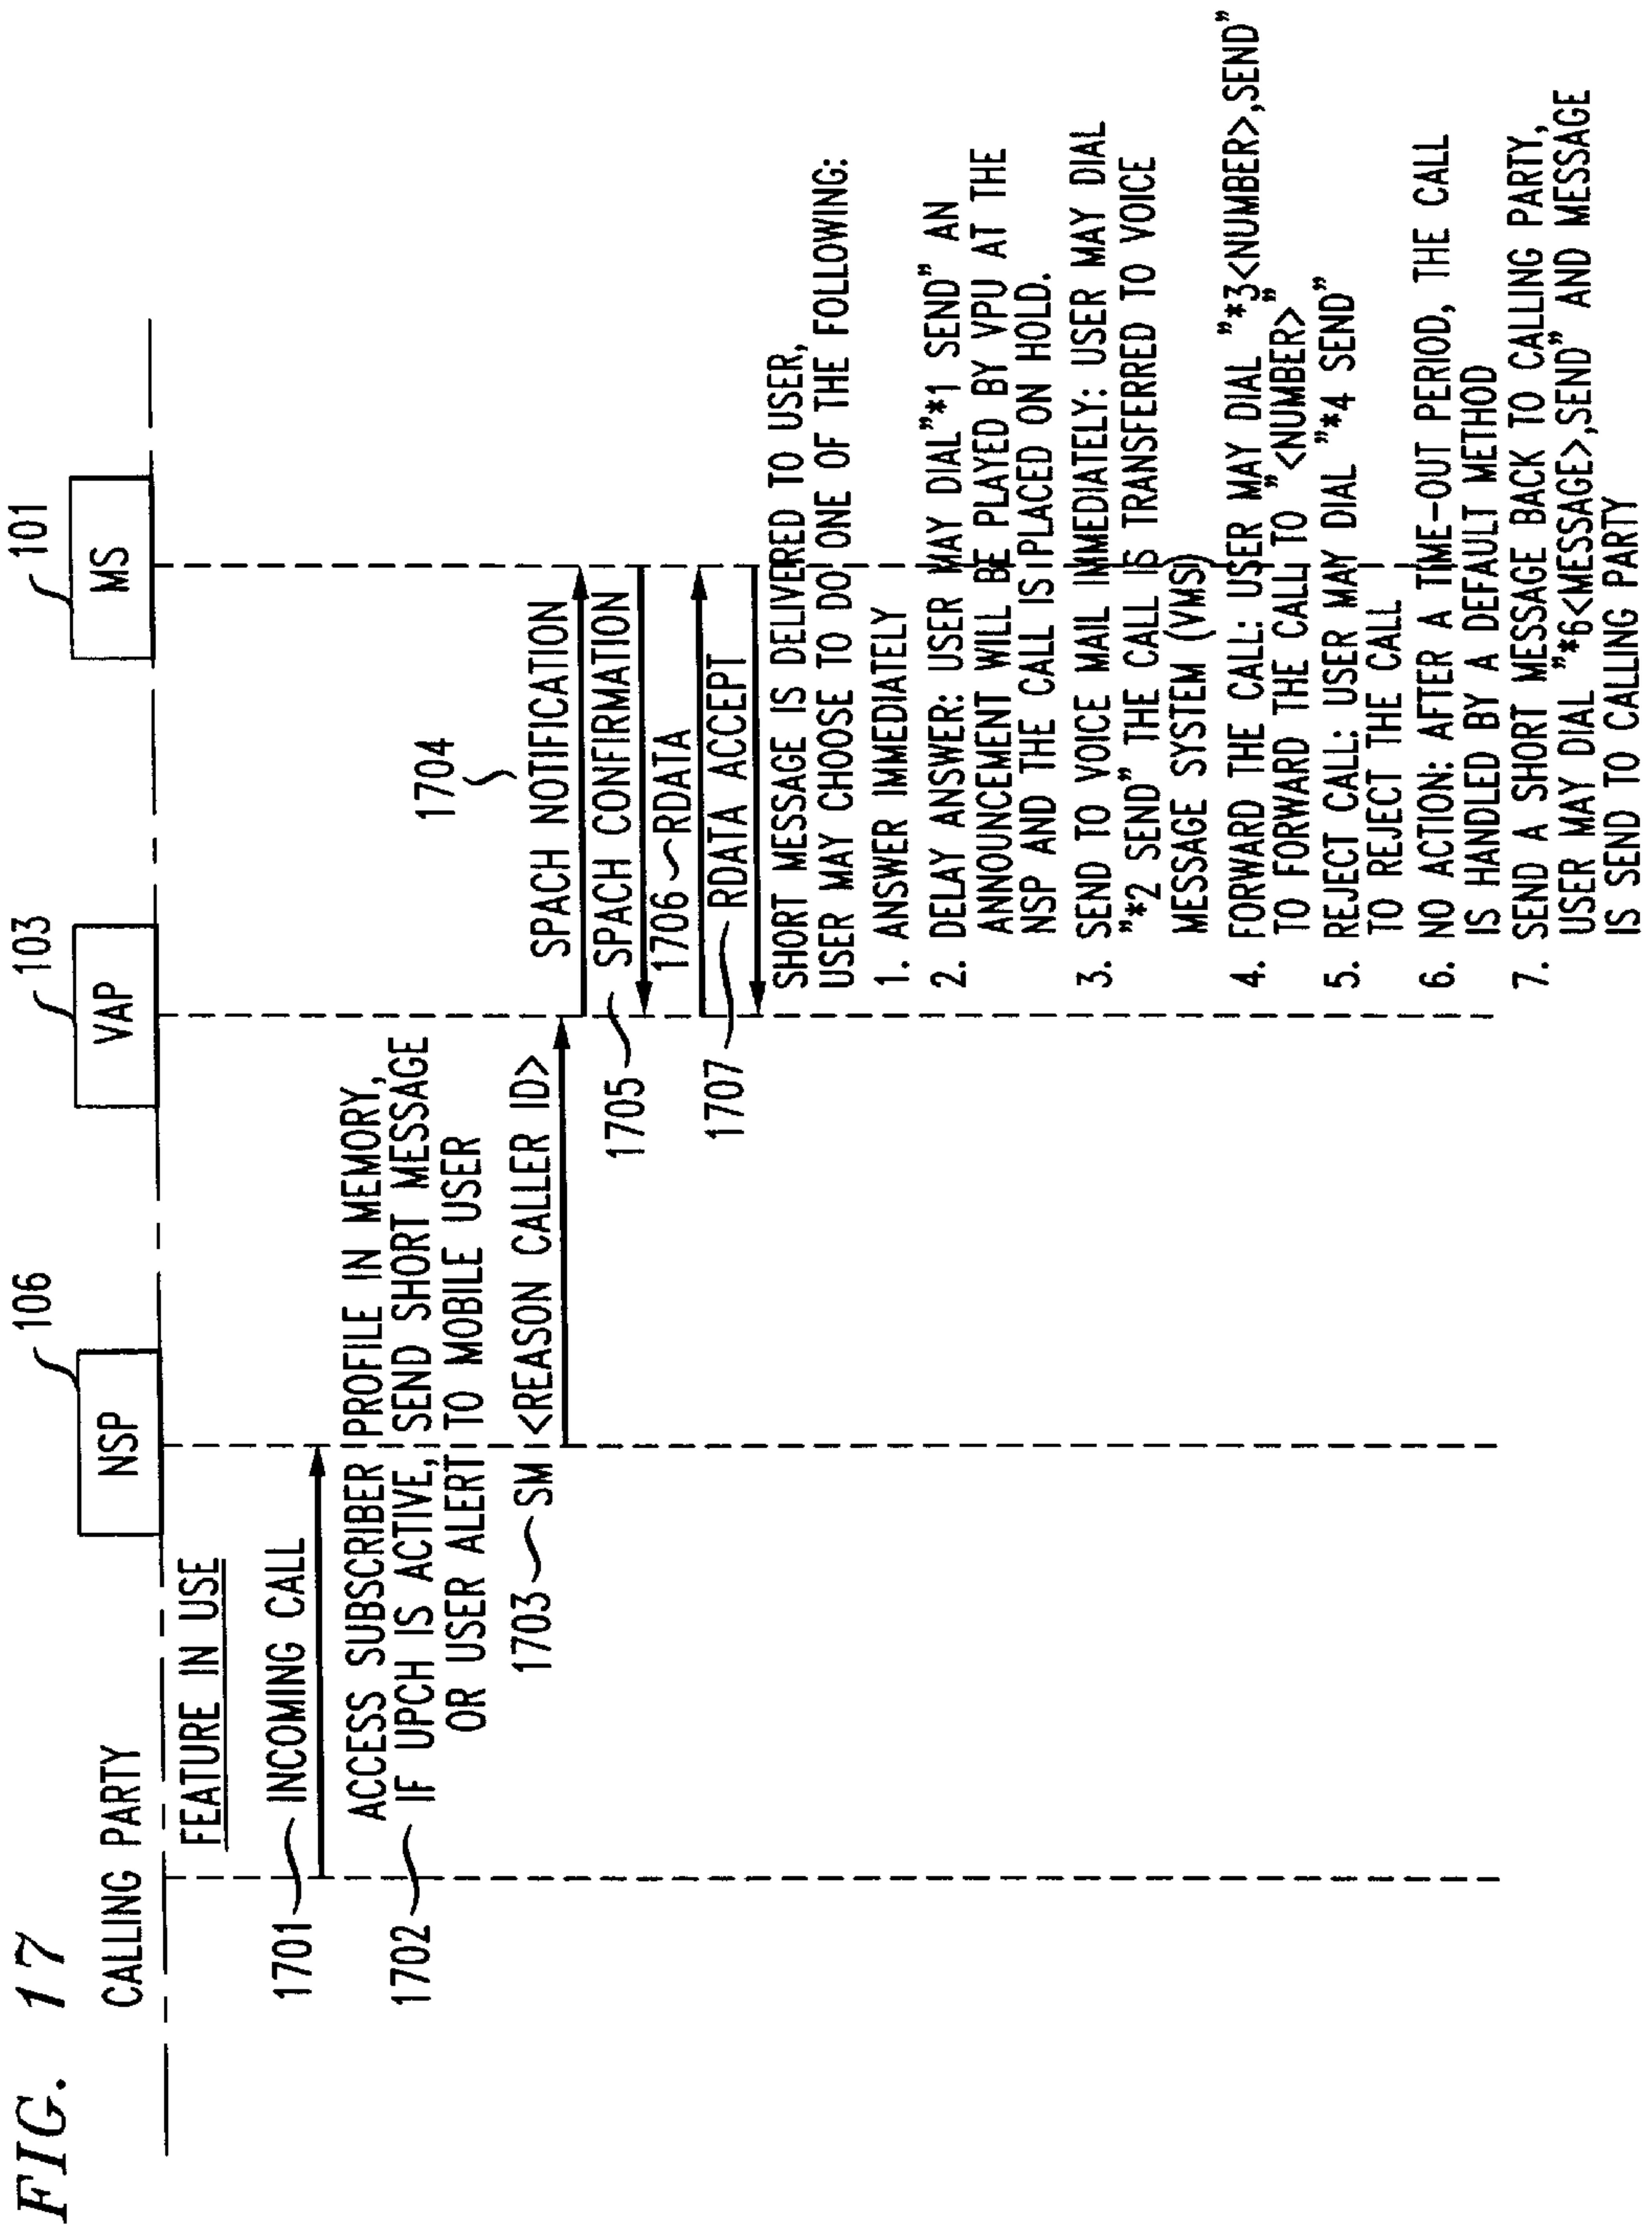 FIG. 17
CALLING PARTY
106
NSP
103
VAP
101
MS
FEATURE IN USE
1701 INCOMING CALL
ACCESS SUBSCRIBER PROFILE IN MEMORY,
1702 IF UPCH IS ACTIVE, SEND SHORT MESSAGE
OR USER ALERT TO MOBILE USER
1703 SM <REASON CALLER ID>
1704
SPACH NOTIFICATION
1705 SPACH CONFIRMATION
1706 RDATA
1707 RDATA ACCEPT
SHORT MESSAGE IS DELIVERED TO USER,
USER MAY CHOOSE TO DO ONE OF THE FOLLOWING:
1. ANSWER IMMEDIATELY
2. DELAY ANSWER: USER MAY DIAL"*1 SEND" AN
ANNOUNCEMENT WILL BE PLAYED BY VPU AT THE
NSP AND THE CALL IS PLACED ON HOLD.
3. SEND TO VOICE MAIL IMMEDIATELY: USER MAY DIAL
"*2 SEND" THE CALL IS TRANSFERRED TO VOICE
MESSAGE SYSTEM (VMS)
4. FORWARD THE CALL: USER MAY DIAL "*3<NUMBER>,SEND"
TO FORWARD THE CALL TO "<NUMBER>"
5. REJECT CALL: USER MAY DIAL "*4 SEND"
TO REJECT THE CALL
6. NO ACTION: AFTER A TIME-OUT PERIOD, THE CALL
IS HANDLED BY A DEFAULT METHOD
7. SEND A SHORT MESSAGE BACK TO CALLING PARTY,
USER MAY DIAL "*6<MESSAGE>,SEND" AND MESSAGE
IS SEND TO CALLING PARTY